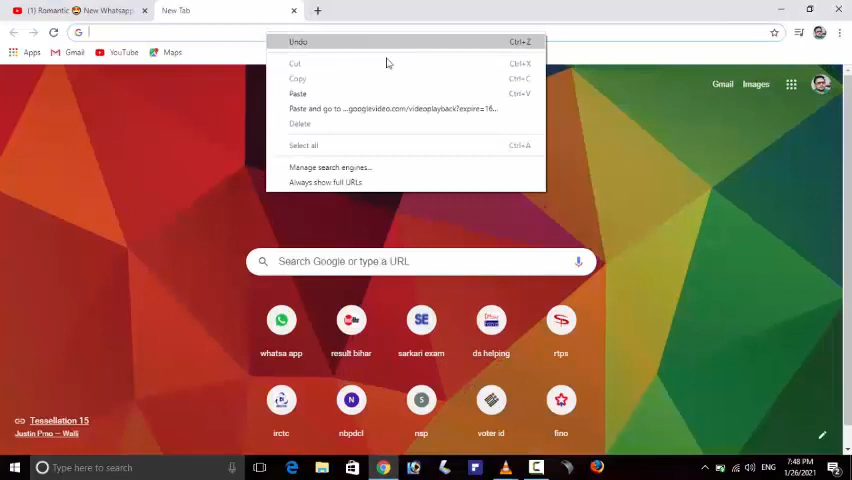 (1) Romantic 😍 New Whatsapp
New Tab
Undo Ctrl+Z
Cut Ctrl+X
Copy Ctrl+C
Paste Ctrl+V
Paste and go to ...googlevideo.com/videoplayback?expire=16...
Delete
Select all Ctrl+A
Manage search engines...
Always show full URLs
Apps Gmail YouTube Maps
Gmail Images
Search Google or type a URL
whatsa app result bihar sarkari exam ds helping rtps
irctc nbpdcl nsp voter id fino
Tessellation 15
Justin Prno — Walli
Type here to search
ENG
7:48 PM
1/26/2021